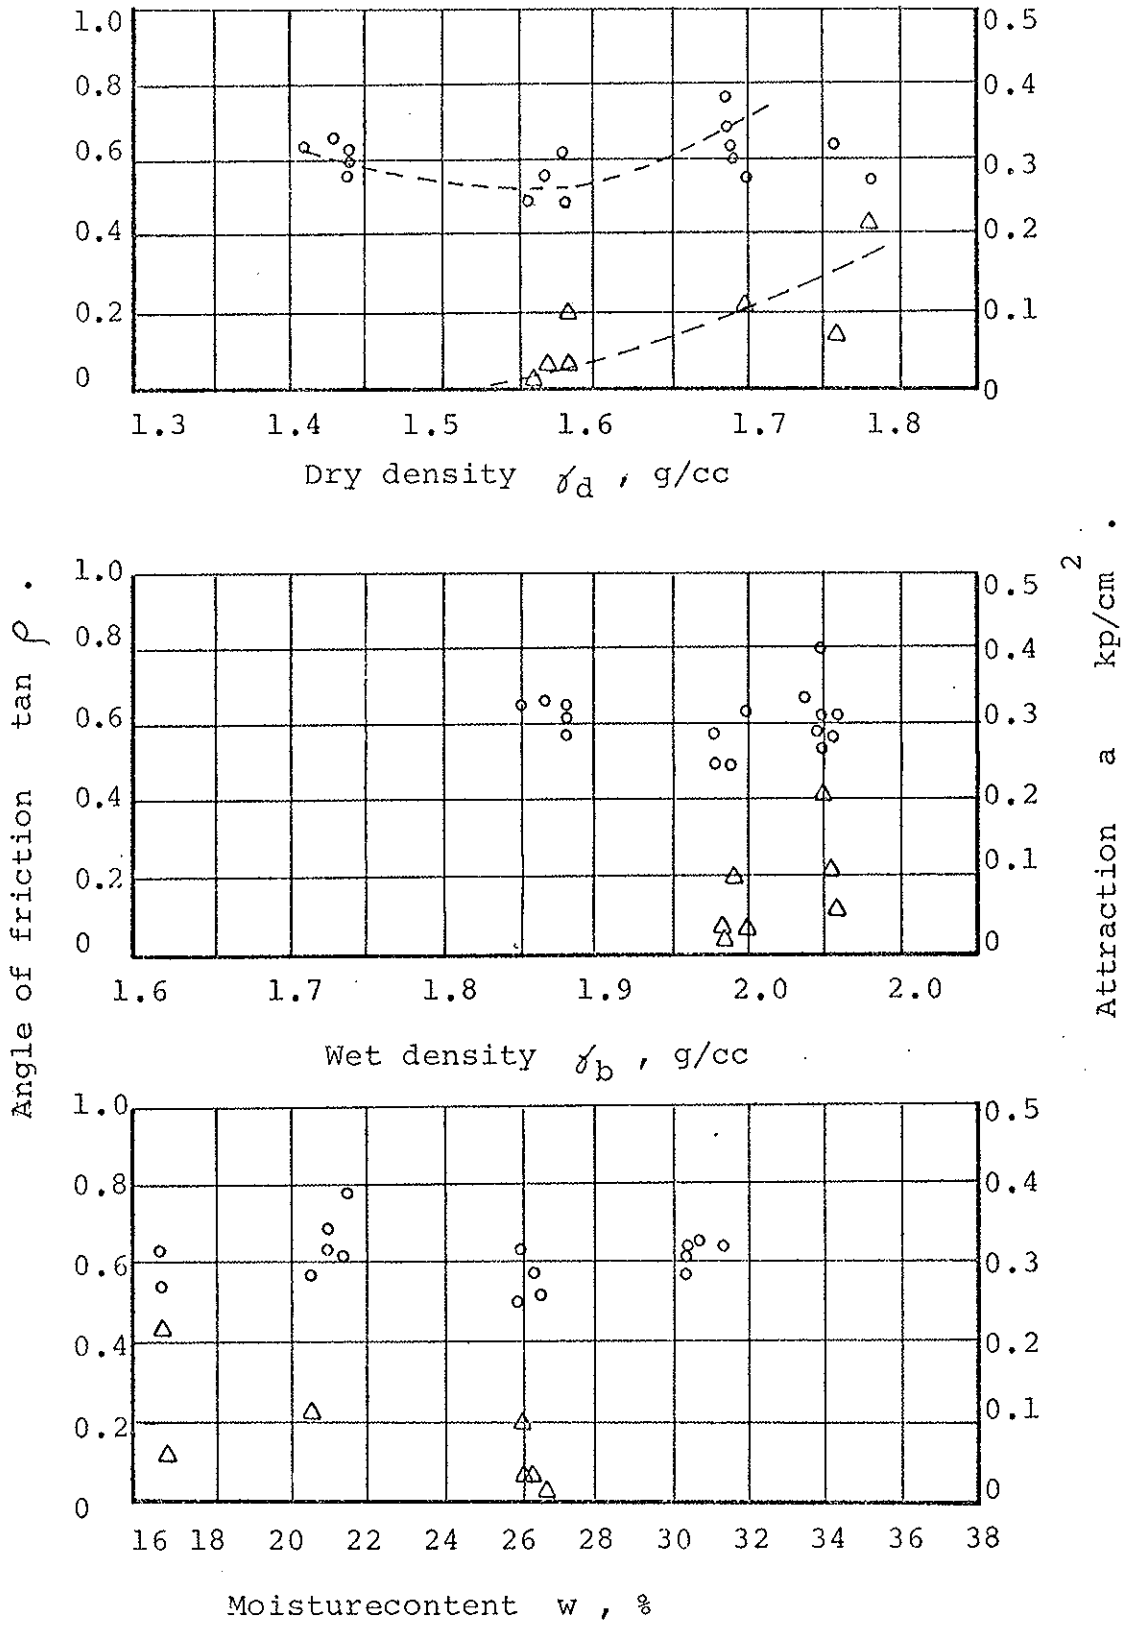 1.0 0.5
0.8 0.4
0.6 0.3
0.4 0.2
0.2 0.1
0 0
1.3 1.4 1.5 1.6 1.7 1.8
Dry density γd , g/cc
Angle of friction tan ρ .
Attraction a kp/cm2 .
1.0 0.5
0.8 0.4
0.6 0.3
0.4 0.2
0.2 0.1
0 0
1.6 1.7 1.8 1.9 2.0 2.0
Wet density γb , g/cc
1.0 0.5
0.8 0.4
0.6 0.3
0.4 0.2
0.2 0.1
0 0
16 18 20 22 24 26 28 30 32 34 36 38
Moisturecontent w , %